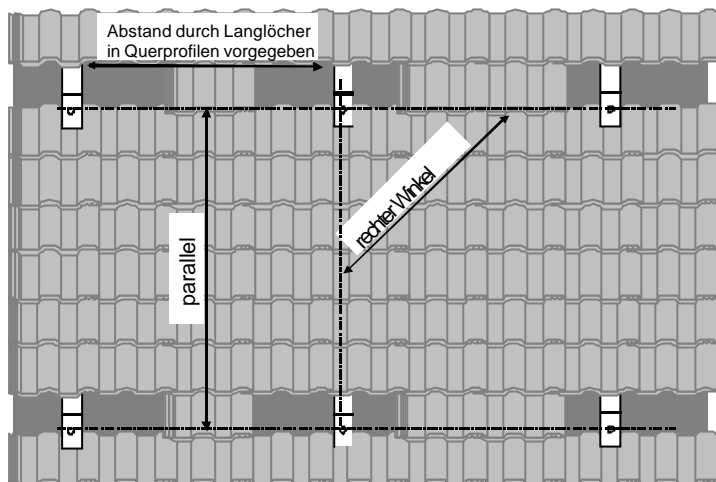 Abstand durch Langlöcher
in Querprofilen vorgegeben
rechter Winkel
parallel